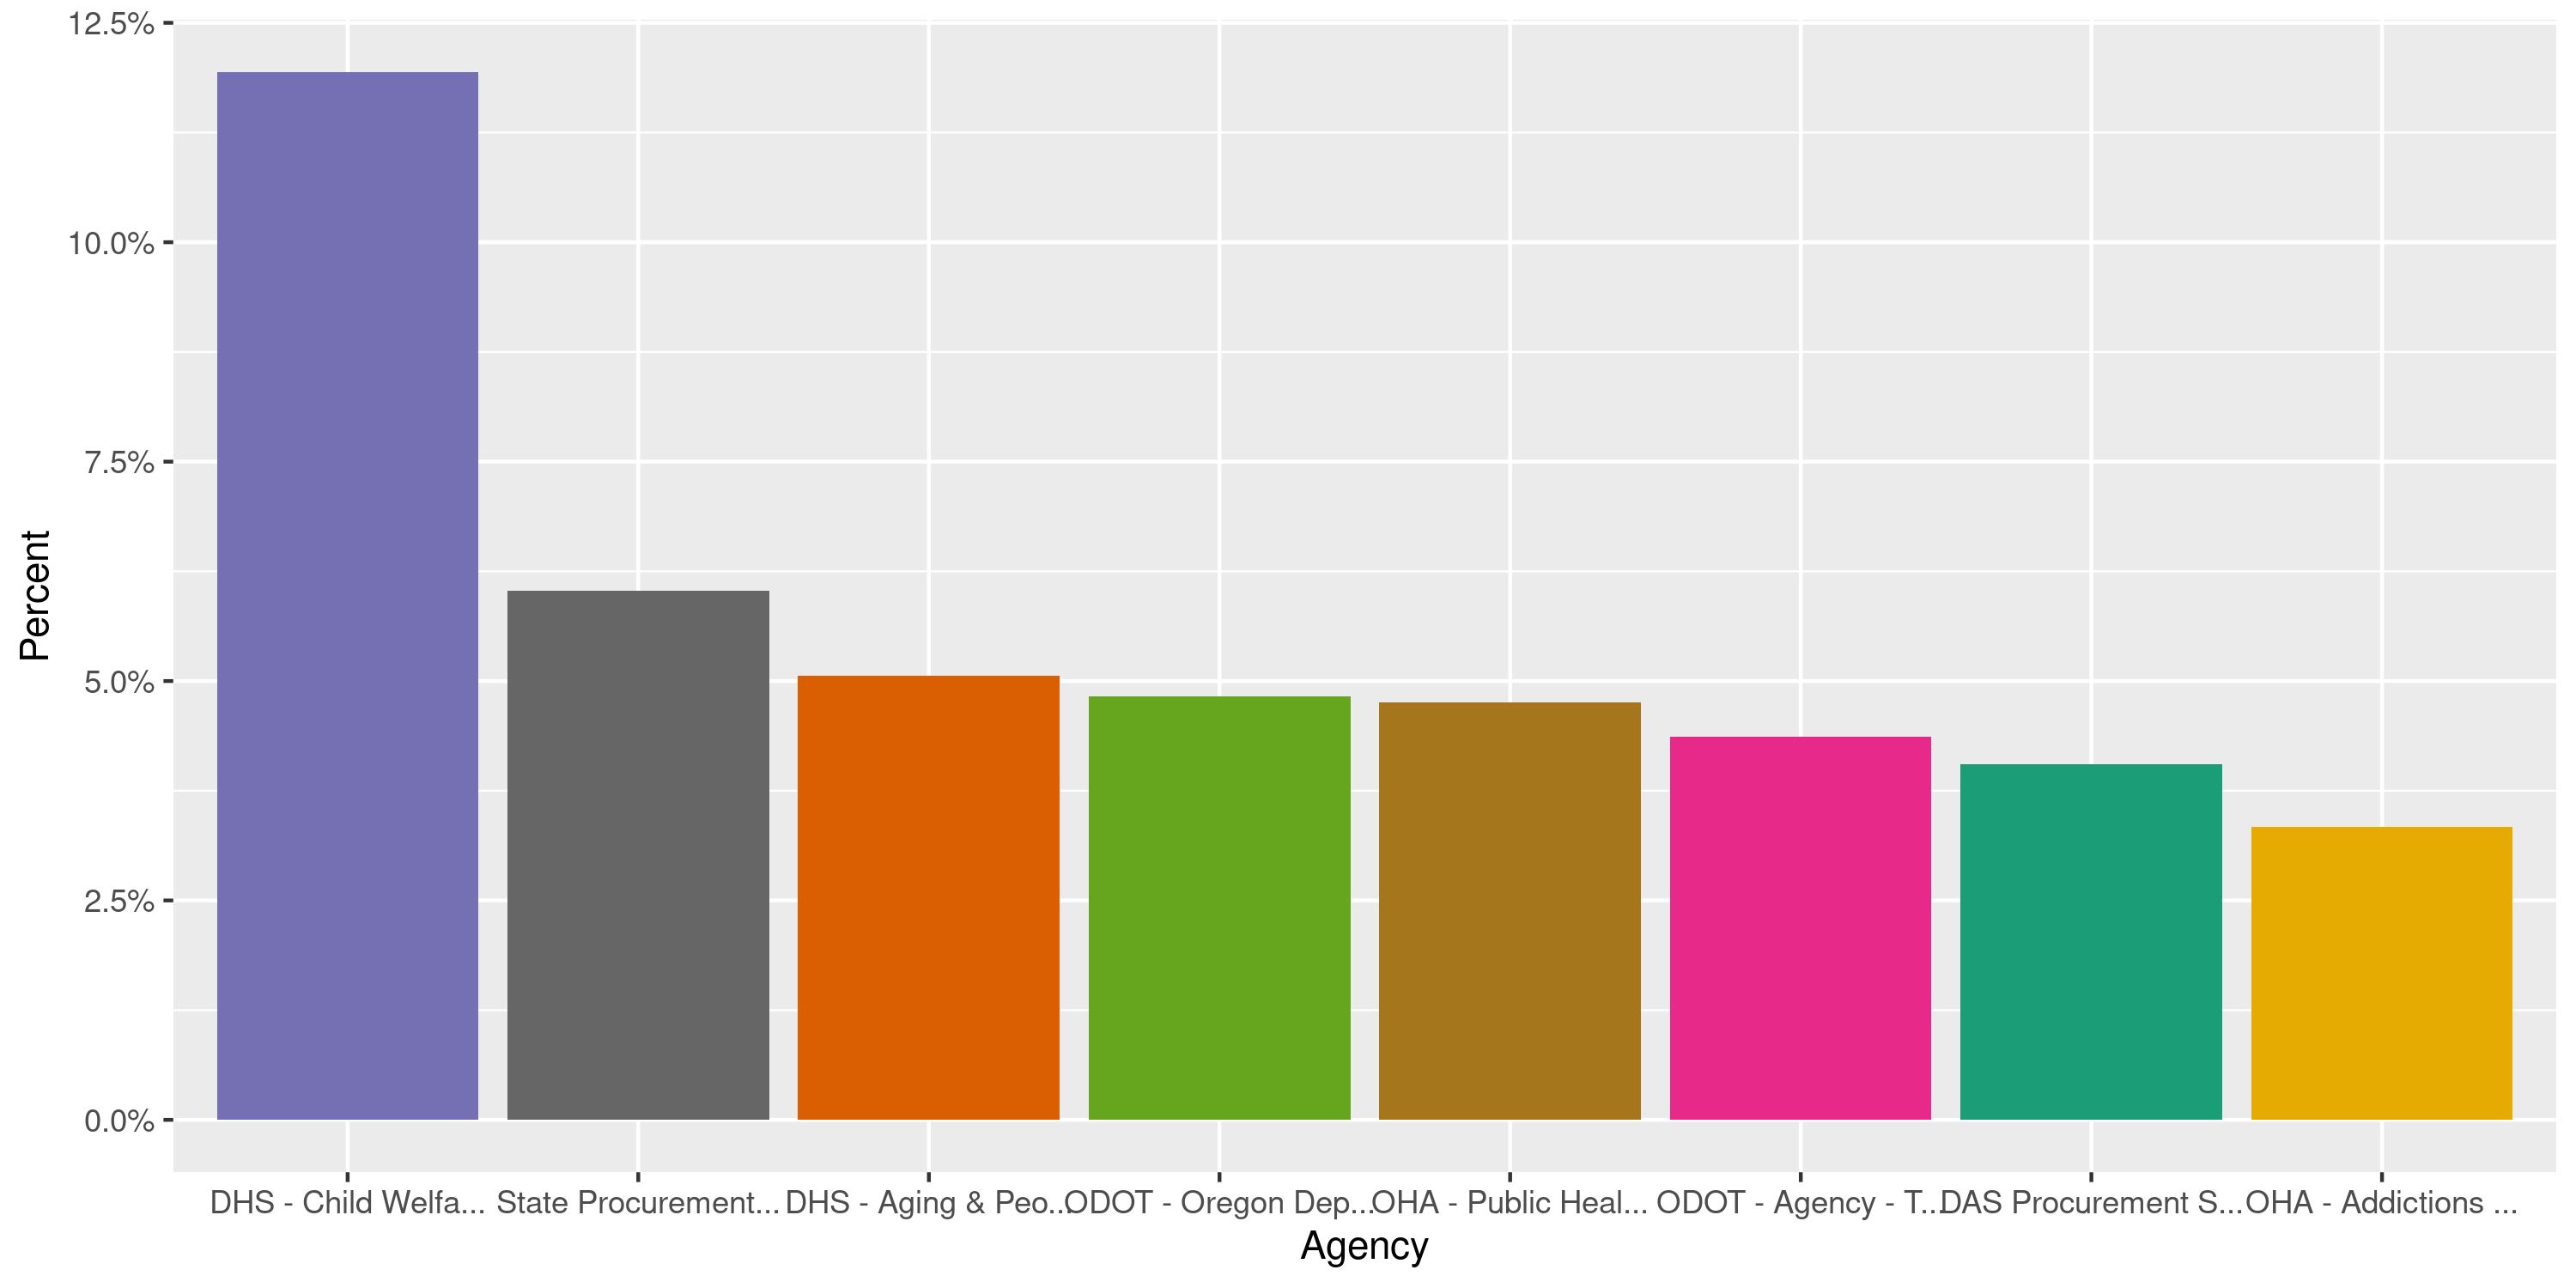 12.5%
10.0%
7.5%
5.0%
2.5%
0.0%
Percent
DHS - Child Welfa... State Procurement... DHS - Aging & Peo... ODOT - Oregon Dep... OHA - Public Heal... ODOT - Agency - T... DAS Procurement S... OHA - Addictions ...
Agency